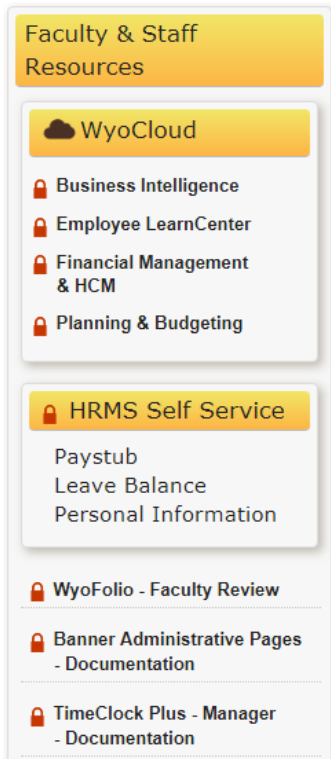 Faculty & Staff
Resources
WyoCloud
Business Intelligence
Employee LearnCenter
Financial Management
& HCM
Planning & Budgeting
HRMS Self Service
Paystub
Leave Balance
Personal Information
WyoFolio - Faculty Review
Banner Administrative Pages
- Documentation
TimeClock Plus - Manager
- Documentation